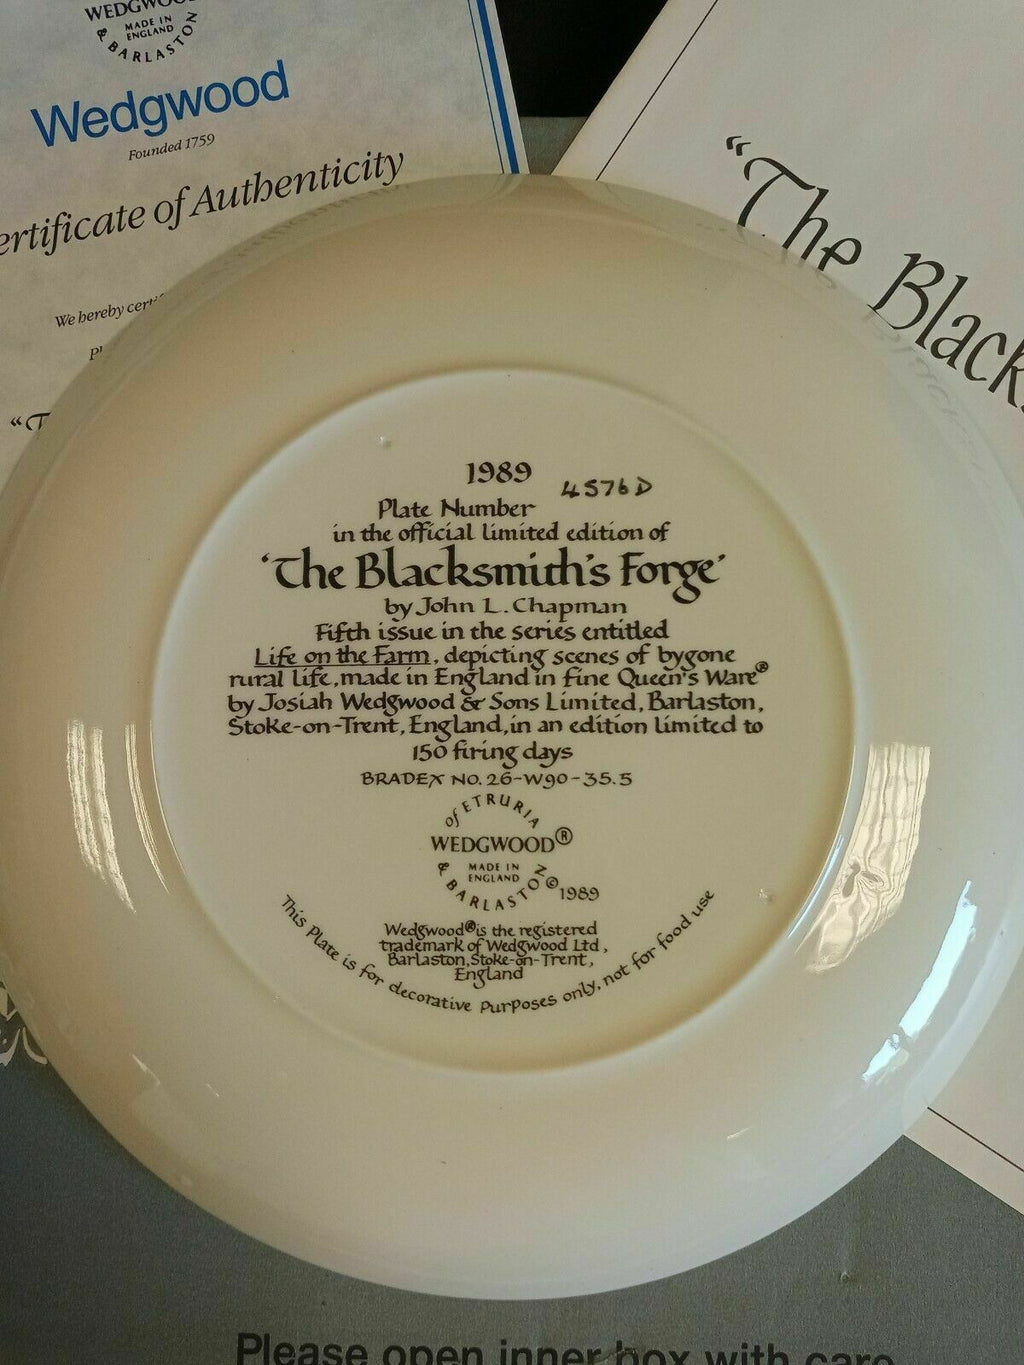 WEDGWOOD
MADE IN
ENGLAND
& BARLASTON
Wedgwood
Founded 1759
ertificate of Authenticity
We hereby certi
Pl
“T
“The Black
1989
4576D
Plate Number
in the official limited edition of
‘The Blacksmith's Forge’
by John L. Chapman
Fifth issue in the series entitled
Life on the Farm, depicting scenes of bygone
rural life, made in England in fine Queen's Ware®
by Josiah Wedgwood & Sons Limited, Barlaston,
Stoke-on-Trent, England, in an edition limited to
150 firing days
BRADEX NO. 26-W90-35.5
of ETRURIA
WEDGWOOD®
MADE IN
ENGLAND
& BARLASTON
©1989
Wedgwood® is the registered
trademark of Wedgwood Ltd,
Barlaston, Stoke-on-Trent,
England
This Plate is for decorative Purposes only, not for food use
Please open inner box with care